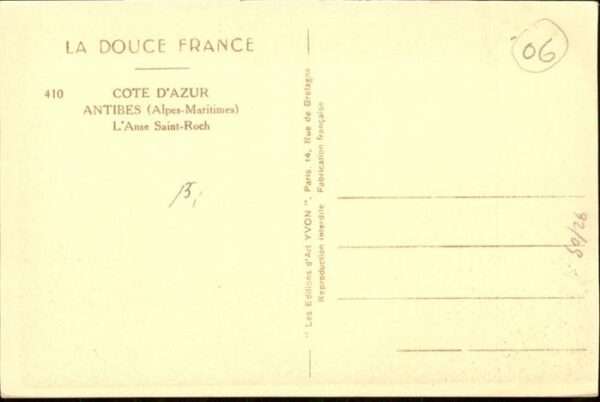 LA DOUCE FRANCE
410 COTE D'AZUR
ANTIBES (Alpes-Maritimes)
L'Anse Saint-Roch
" Les Editions d'Art YVON ", Paris, 14, Rue de Bretagne
Reproduction interdite Fabrication française
06